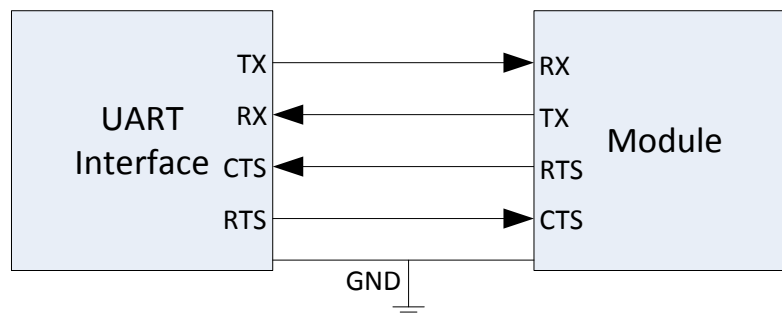 TX
RX
UART
Interface
RX
TX
CTS
RTS
Module
RTS
CTS
GND